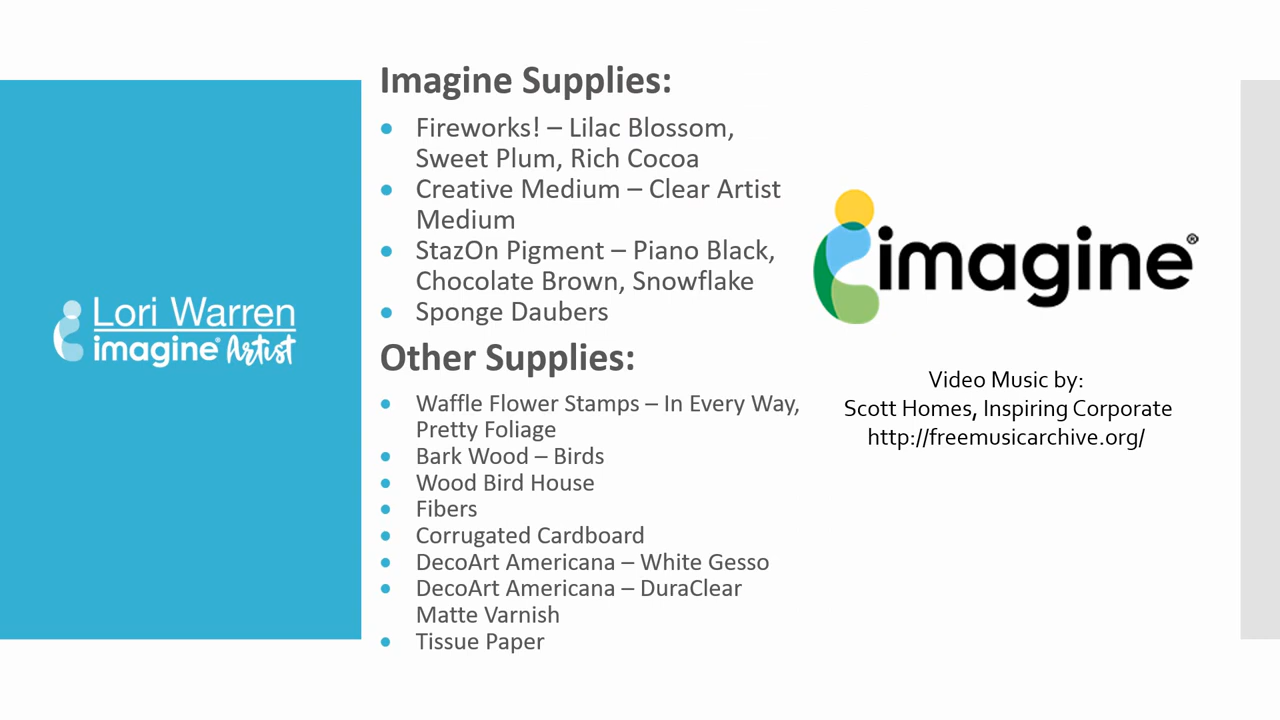 Lori Warren
imagine® Artist
Imagine Supplies:
• Fireworks! – Lilac Blossom,
Sweet Plum, Rich Cocoa
• Creative Medium – Clear Artist
Medium
• StazOn Pigment – Piano Black,
Chocolate Brown, Snowflake
• Sponge Daubers
Other Supplies:
• Waffle Flower Stamps – In Every Way,
Pretty Foliage
• Bark Wood – Birds
• Wood Bird House
• Fibers
• Corrugated Cardboard
• DecoArt Americana – White Gesso
• DecoArt Americana – DuraClear
Matte Varnish
• Tissue Paper
imagine®
Video Music by:
Scott Homes, Inspiring Corporate
http://freemusicarchive.org/